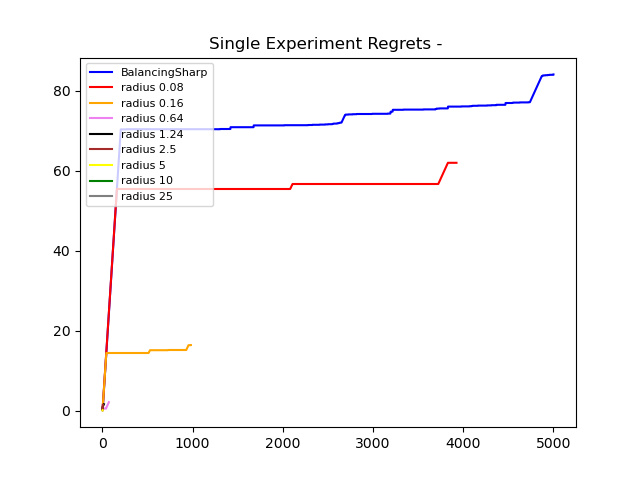 Single Experiment Regrets -
BalancingSharp
radius 0.08
radius 0.16
radius 0.64
radius 1.24
radius 2.5
radius 5
radius 10
radius 25
80
60
40
20
0
0 1000 2000 3000 4000 5000